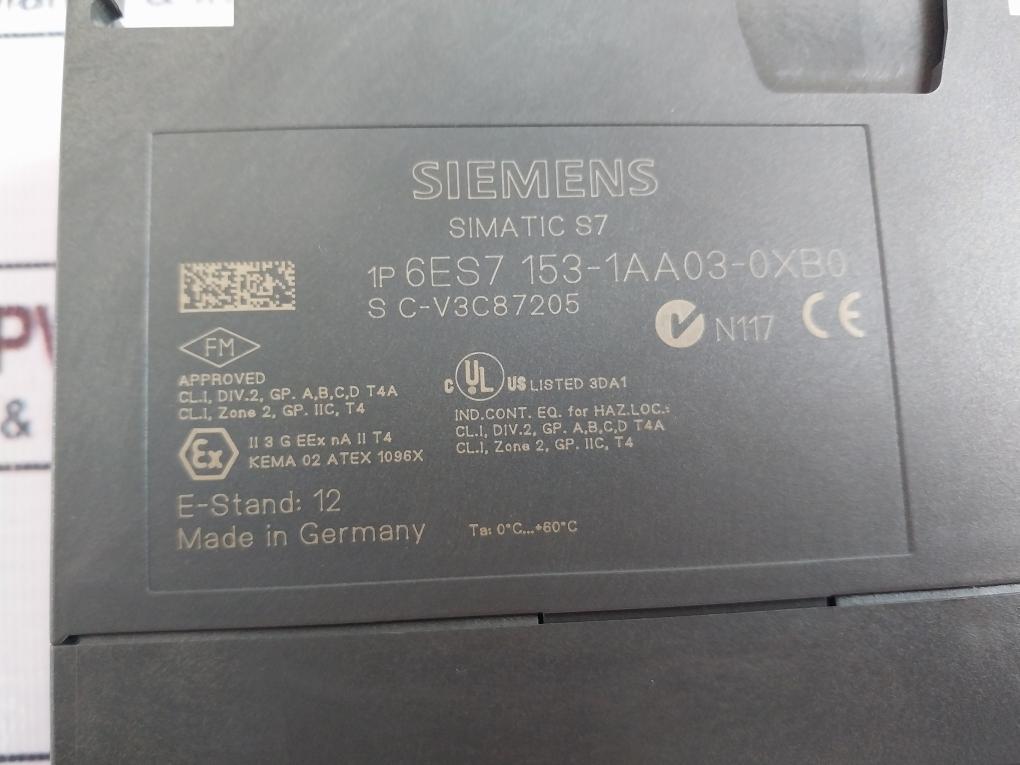 SIEMENS
SIMATIC S7
1P 6ES7 153-1AA03-0XB0
S C-V3C87205
N117 CE
FM
APPROVED
CL.I, DIV.2, GP. A,B,C,D T4A
CL.I, Zone 2, GP. IIC, T4
C UL US LISTED 3DA1
IND.CONT. EQ. for HAZ.LOC.:
CL.I, DIV.2, GP. A,B,C,D T4A
CL.I, Zone 2, GP. IIC, T4
Ex
II 3 G EEx nA II T4
KEMA 02 ATEX 1096X
E-Stand: 12
Made in Germany
Ta: 0°C...+60°C
&